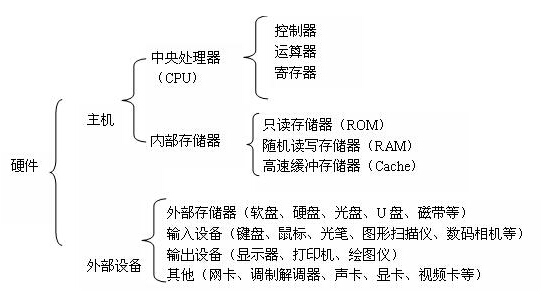 控制器
中央处理器
运算器
（CPU）
寄存器
主机
只读存储器（ROM）
内部存储器
随机读写存储器（RAM）
高速缓冲存储器（Cache）
硬件
外部存储器（软盘、硬盘、光盘、U盘、磁带等）
输入设备（键盘、鼠标、光笔、图形扫描仪、数码相机等）
输出设备（显示器、打印机、绘图仪）
外部设备
其他（网卡、调制解调器、声卡、显卡、视频卡等）